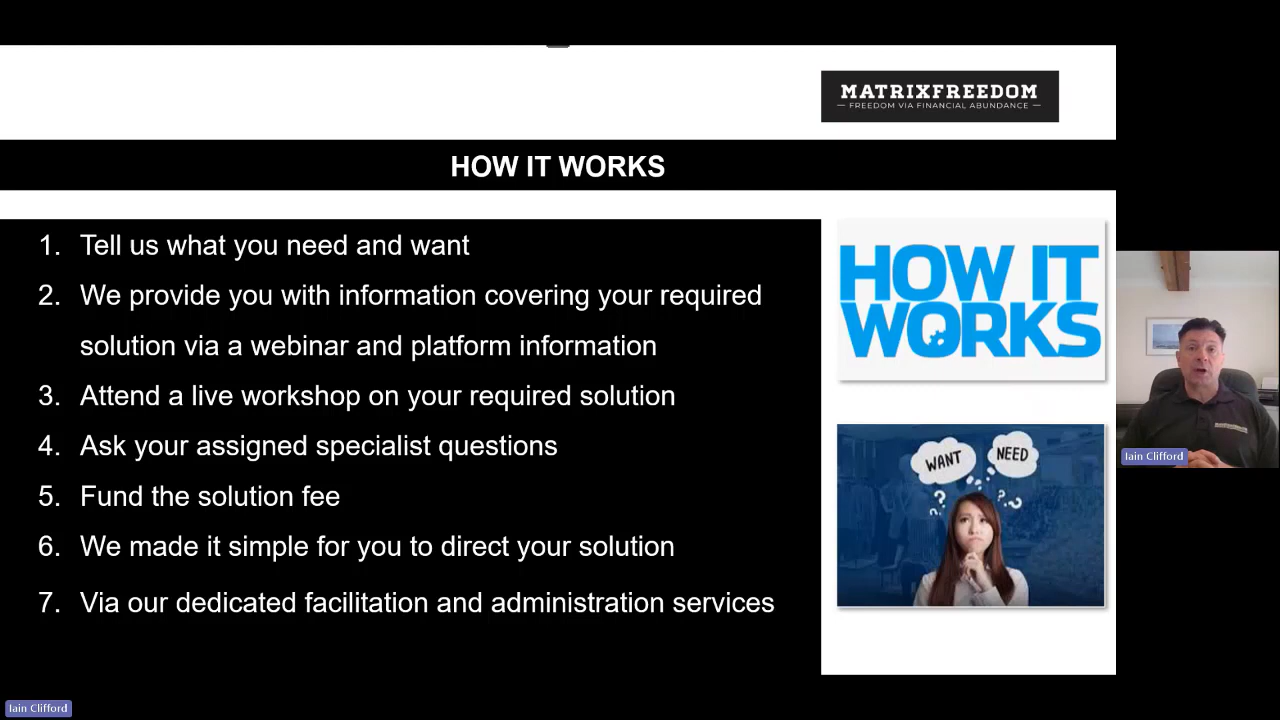 MATRIXFREEDOM
— FREEDOM VIA FINANCIAL ABUNDANCE —
HOW IT WORKS
1. Tell us what you need and want
2. We provide you with information covering your required
solution via a webinar and platform information
3. Attend a live workshop on your required solution
4. Ask your assigned specialist questions
5. Fund the solution fee
6. We made it simple for you to direct your solution
7. Via our dedicated facilitation and administration services
HOW IT
WORKS
WANT
NEED
Iain Clifford
Iain Clifford